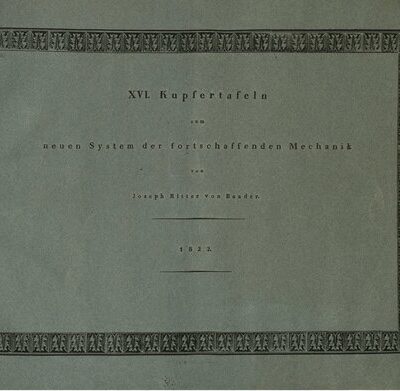 XVI. Kupfertafeln
zum
neuen System der fortschaffenden Mechanik
von
Joseph Ritter von Baader.
1822.